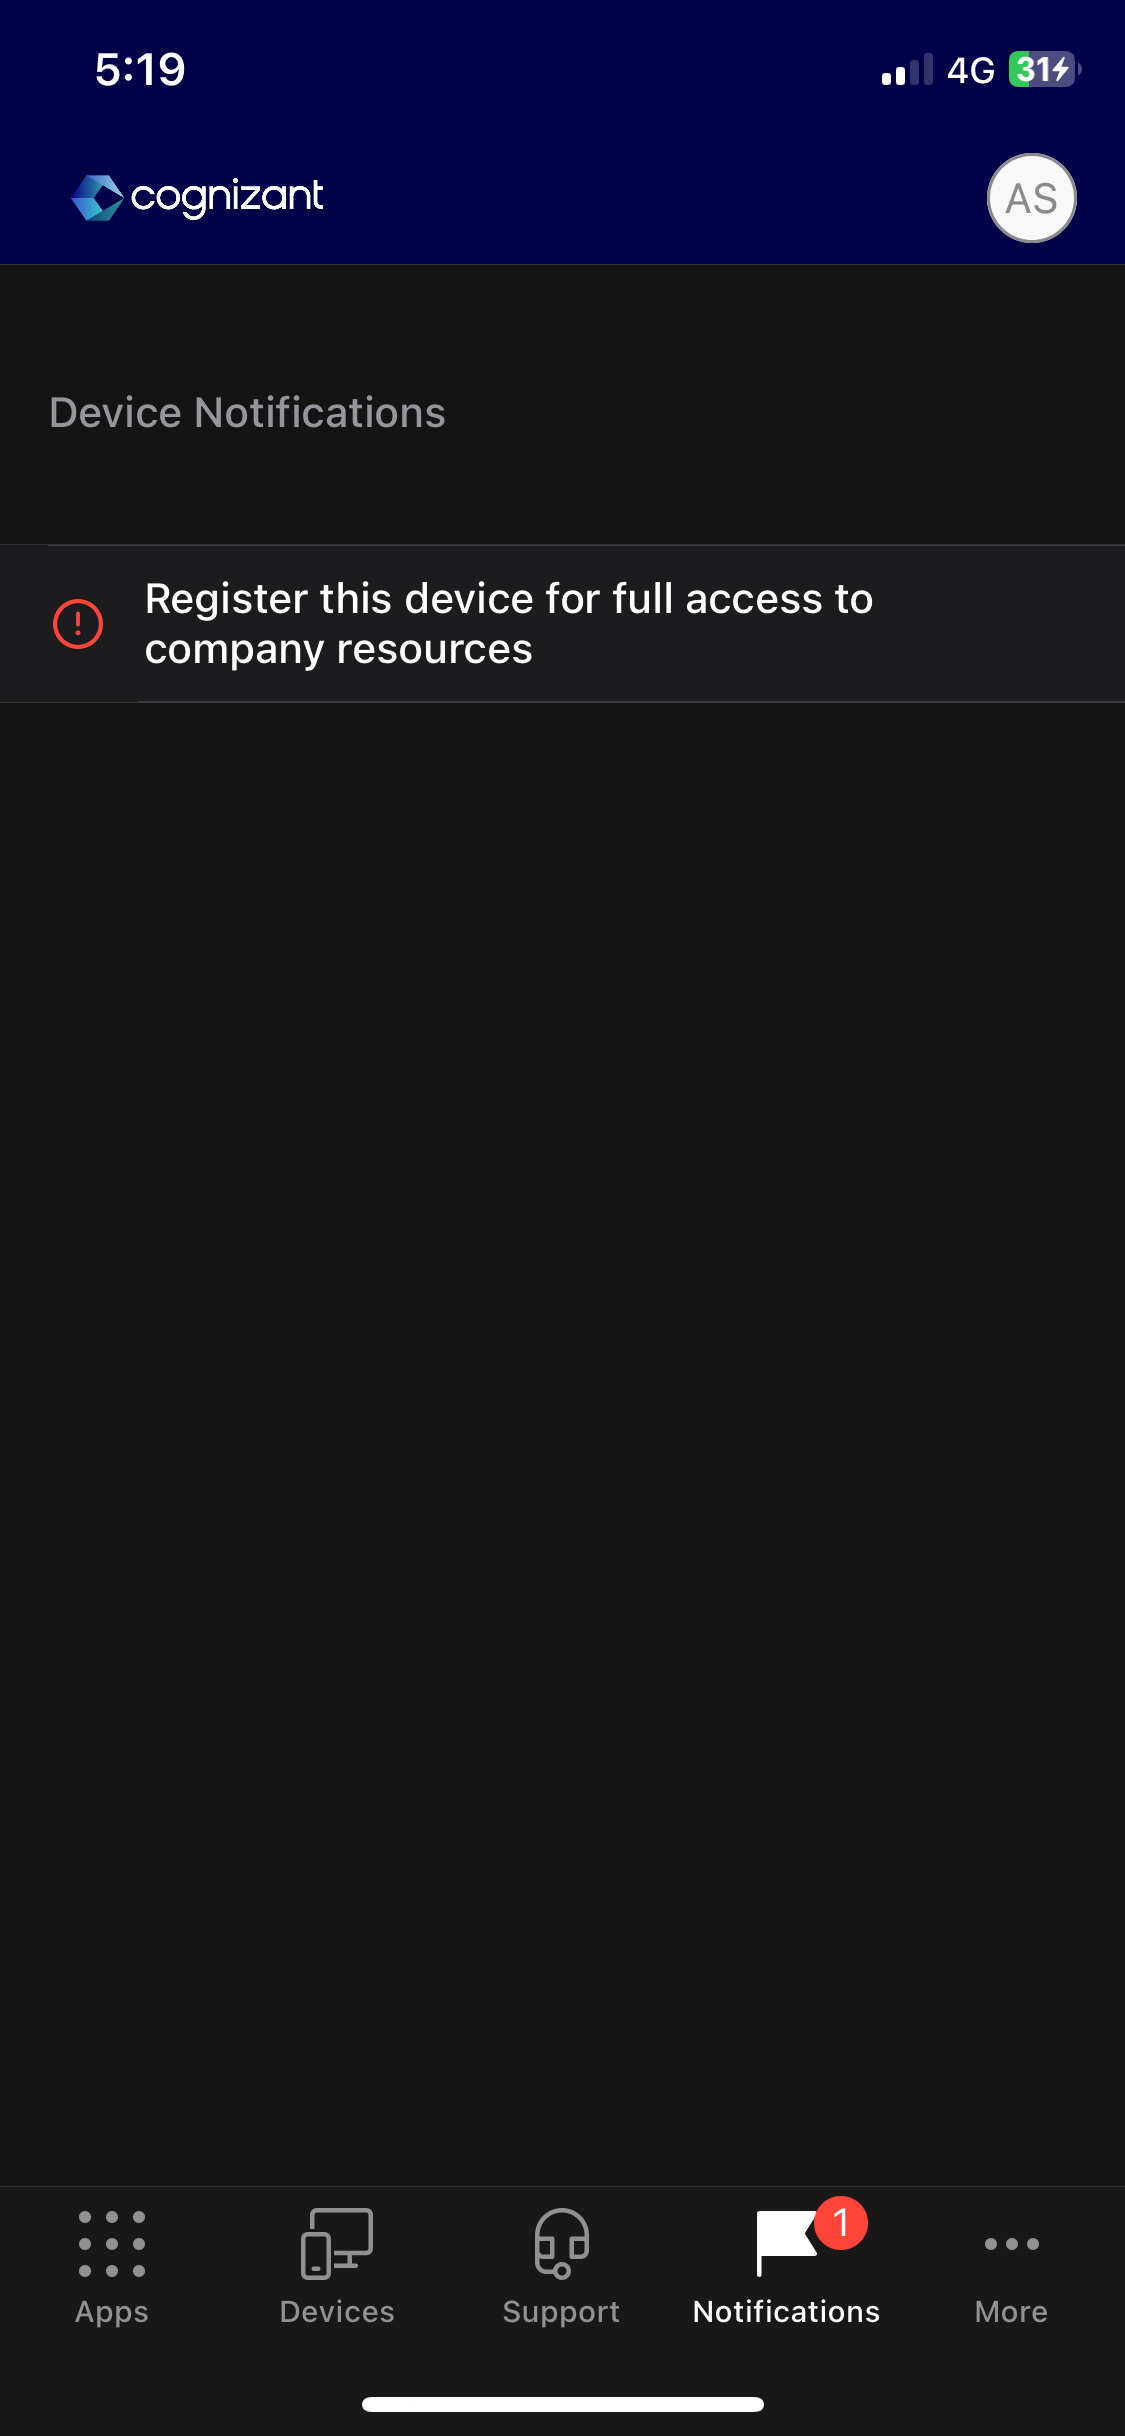 5:19
4G
31
cognizant
AS
Device Notifications
Register this device for full access to
company resources
1
Apps
Devices
Support
Notifications
More